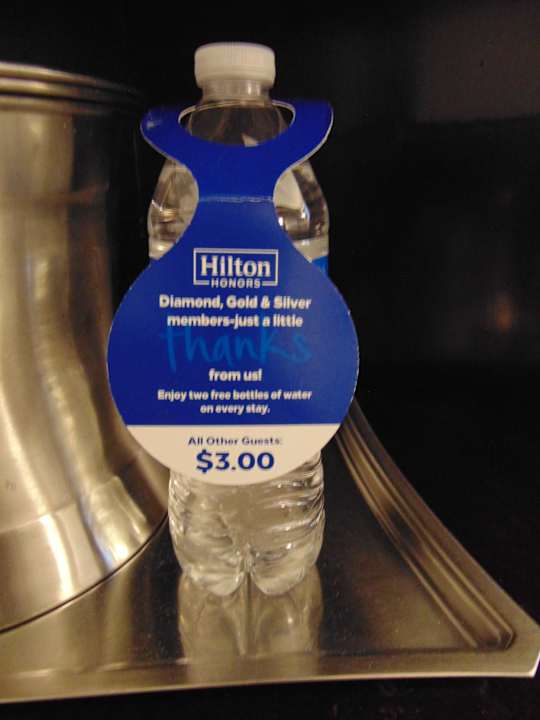 Hilton
HONORS
Diamond, Gold & Silver
members-just a little
thanks
from us!
Enjoy two free bottles of water
on every stay.
All Other Guests:
$3.00